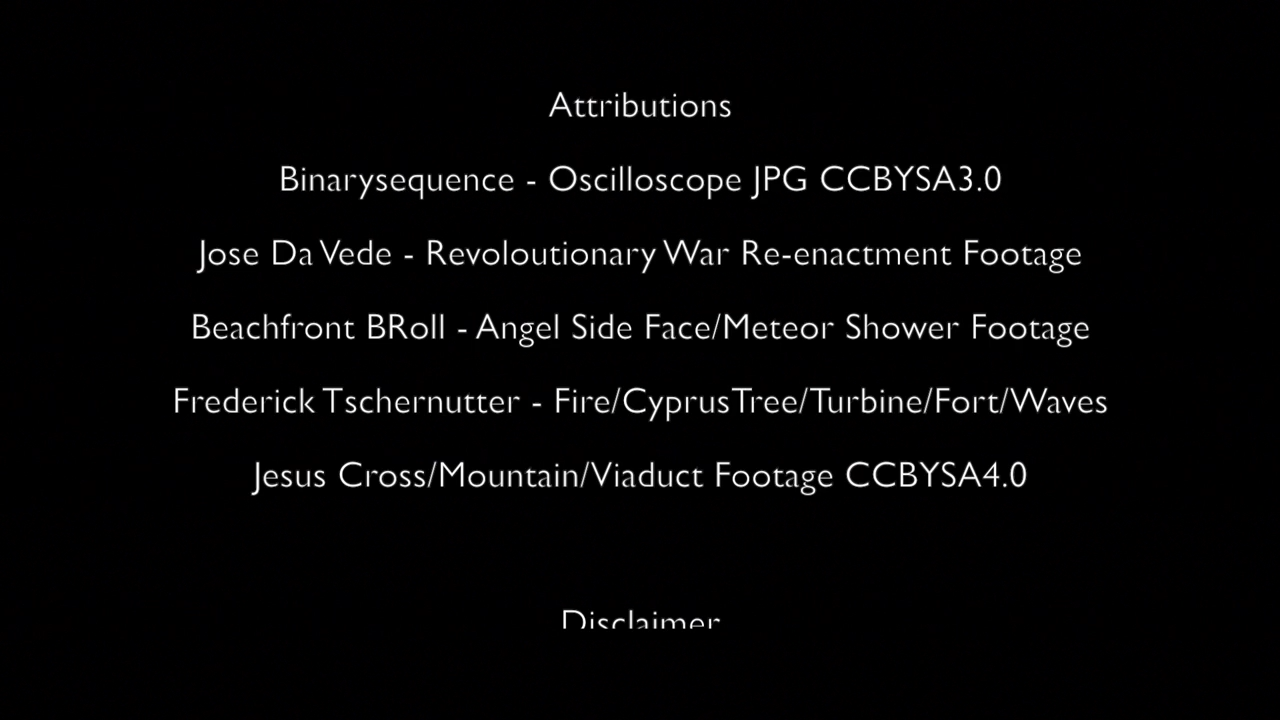 Attributions
Binarysequence - Oscilloscope JPG CCBYSA3.0
Jose Da Vede - Revoloutionary War Re-enactment Footage
Beachfront BRoll - Angel Side Face/Meteor Shower Footage
Frederick Tschernutter - Fire/CyprusTree/Turbine/Fort/Waves
Jesus Cross/Mountain/Viaduct Footage CCBYSA4.0
Disclaimer